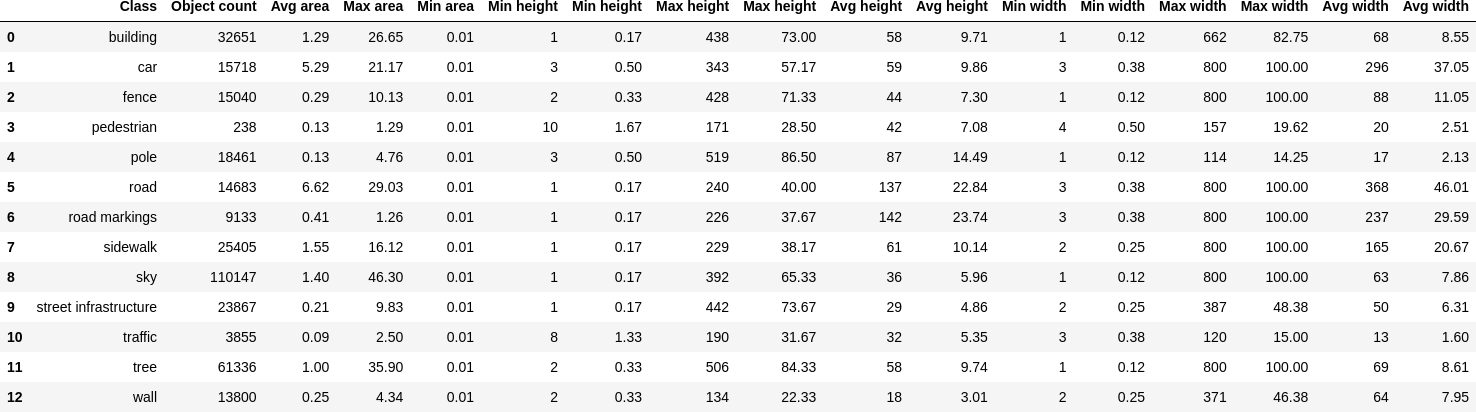 Class Object count Avg area Max area Min area Min height Min height Max height Max height Avg height Avg height Min width Min width Max width Max width Avg width Avg width
0 building 32651 1.29 26.65 0.01 1 0.17 438 73.00 58 9.71 1 0.12 662 82.75 68 8.55
1 car 15718 5.29 21.17 0.01 3 0.50 343 57.17 59 9.86 3 0.38 800 100.00 296 37.05
2 fence 15040 0.29 10.13 0.01 2 0.33 428 71.33 44 7.30 1 0.12 800 100.00 88 11.05
3 pedestrian 238 0.13 1.29 0.01 10 1.67 171 28.50 42 7.08 4 0.50 157 19.62 20 2.51
4 pole 18461 0.13 4.76 0.01 3 0.50 519 86.50 87 14.49 1 0.12 114 14.25 17 2.13
5 road 14683 6.62 29.03 0.01 1 0.17 240 40.00 137 22.84 3 0.38 800 100.00 368 46.01
6 road markings 9133 0.41 1.26 0.01 1 0.17 226 37.67 142 23.74 3 0.38 800 100.00 237 29.59
7 sidewalk 25405 1.55 16.12 0.01 1 0.17 229 38.17 61 10.14 2 0.25 800 100.00 165 20.67
8 sky 110147 1.40 46.30 0.01 1 0.17 392 65.33 36 5.96 1 0.12 800 100.00 63 7.86
9 street infrastructure 23867 0.21 9.83 0.01 1 0.17 442 73.67 29 4.86 2 0.25 387 48.38 50 6.31
10 traffic 3855 0.09 2.50 0.01 8 1.33 190 31.67 32 5.35 3 0.38 120 15.00 13 1.60
11 tree 61336 1.00 35.90 0.01 2 0.33 506 84.33 58 9.74 1 0.12 800 100.00 69 8.61
12 wall 13800 0.25 4.34 0.01 2 0.33 134 22.33 18 3.01 2 0.25 371 46.38 64 7.95